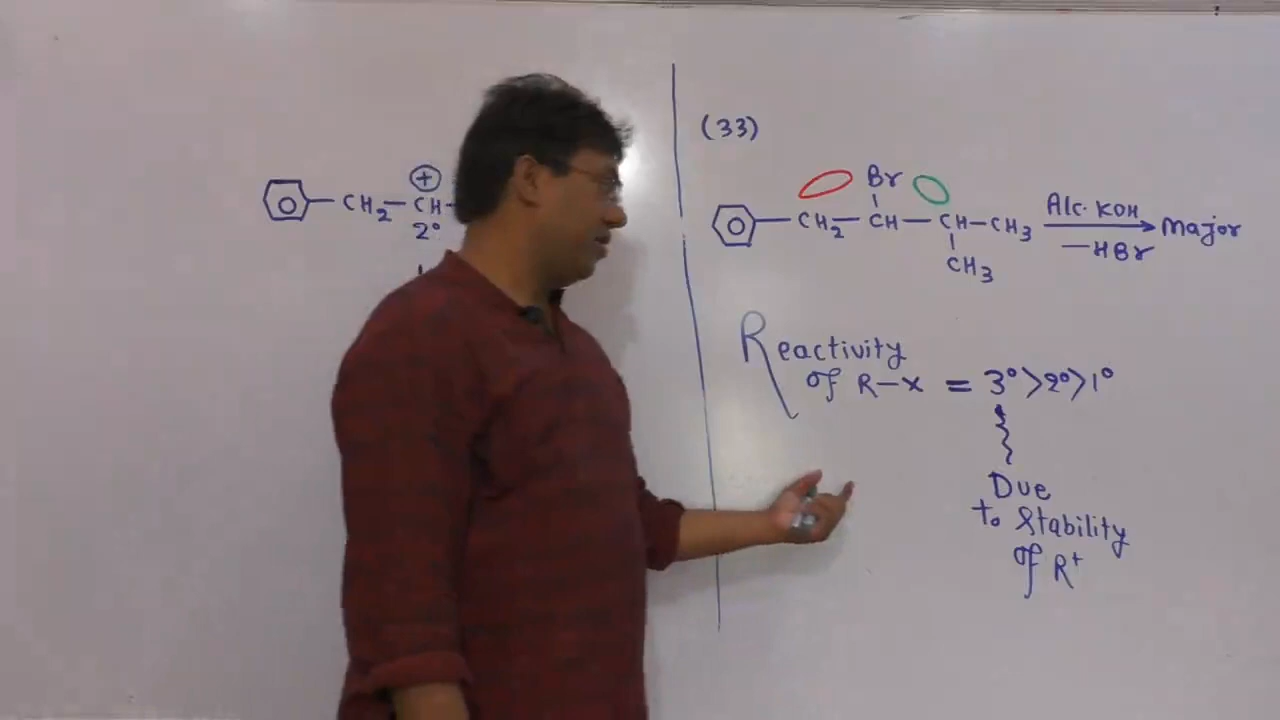 ⊕
CH2-CH-
2°
(33)
Br
CH2-CH-CH-CH3
CH3
Alc. KOH
-HBr
Major
Reactivity
of R-X = 3°>2°>1°
Due
to Stability
of R+